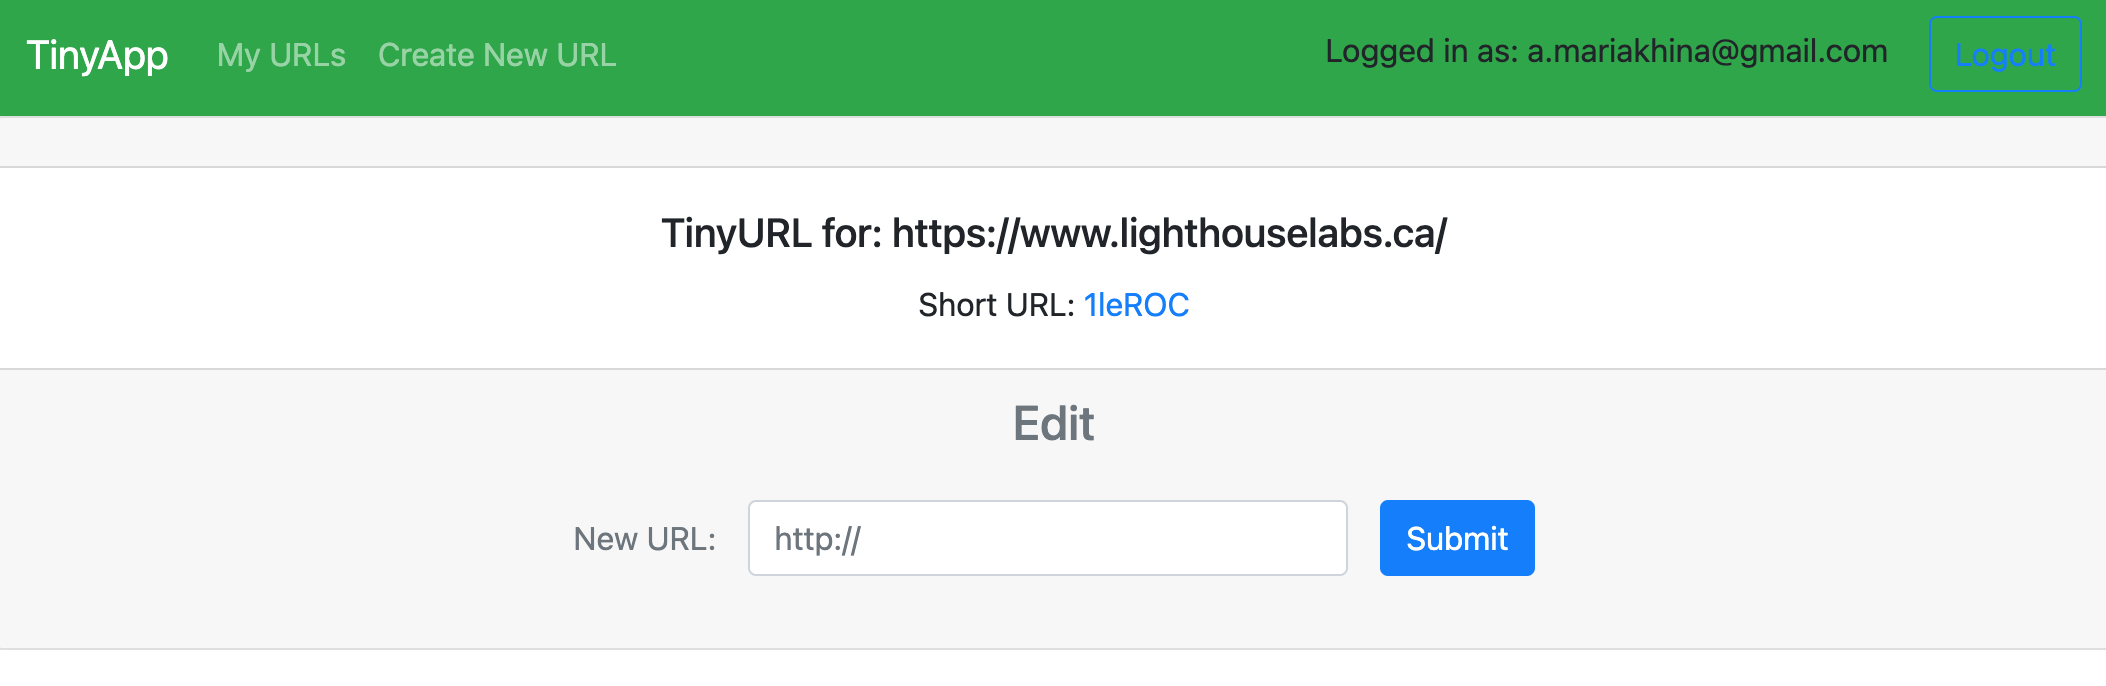 TinyApp My URLs Create New URL Logged in as: a.mariakhina@gmail.com Logout
TinyURL for: https://www.lighthouselabs.ca/
Short URL: 1leROC
Edit
New URL: http:// Submit